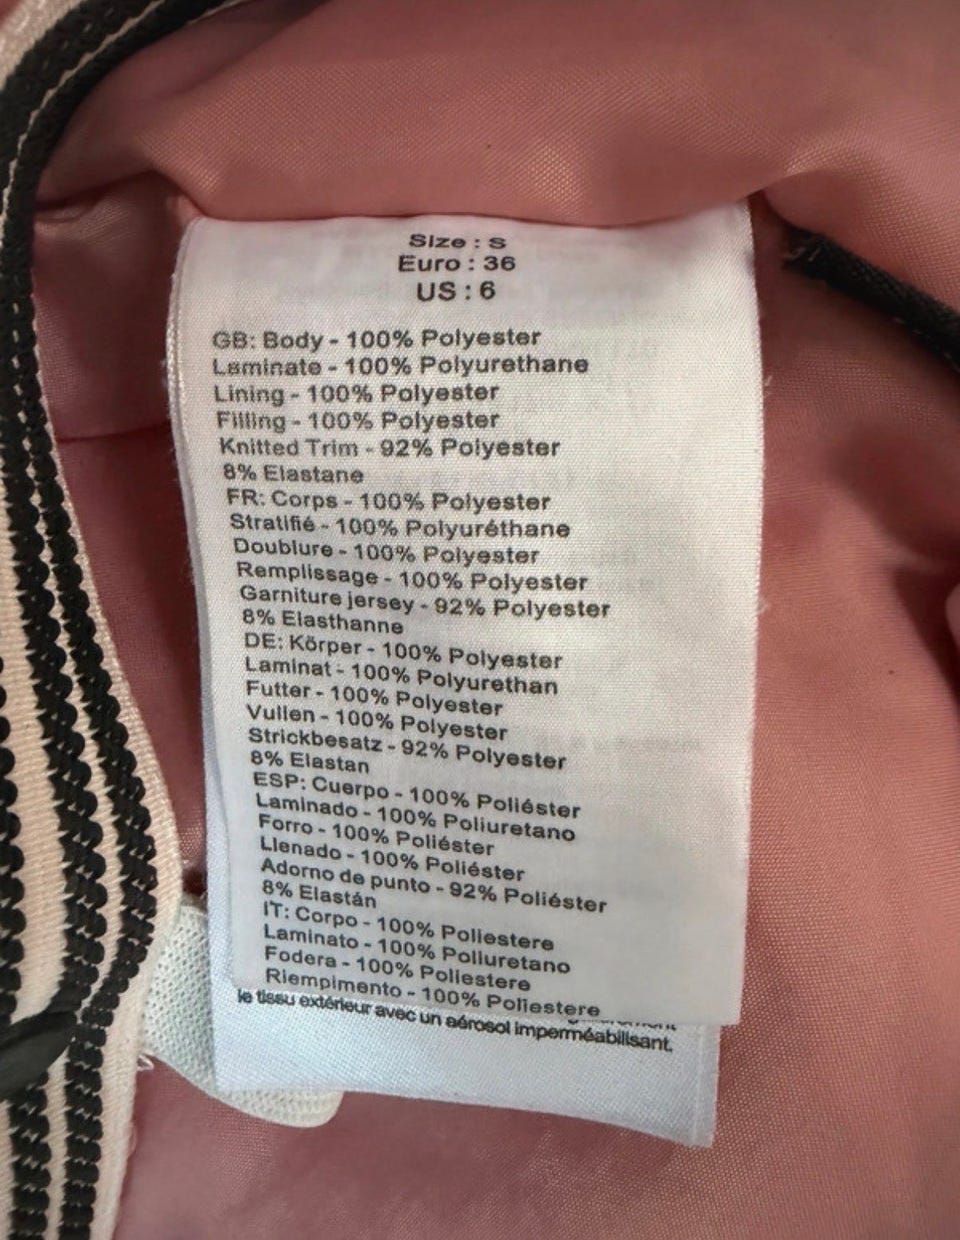 Size : S
Euro : 36
US : 6
GB: Body - 100% Polyester
Laminate - 100% Polyurethane
Lining - 100% Polyester
Filling - 100% Polyester
Knitted Trim - 92% Polyester
8% Elastane
FR: Corps - 100% Polyester
Stratifié - 100% Polyuréthane
Doublure - 100% Polyester
Remplissage - 100% Polyester
Garniture jersey - 92% Polyester
8% Elasthanne
DE: Körper - 100% Polyester
Laminat - 100% Polyurethan
Futter - 100% Polyester
Vullen - 100% Polyester
Strickbesatz - 92% Polyester
8% Elastan
ESP: Cuerpo - 100% Poliéster
Laminado - 100% Poliuretano
Forro - 100% Poliéster
Llenado - 100% Poliéster
Adorno de punto - 92% Poliéster
8% Elastán
IT: Corpo - 100% Poliestere
Laminato - 100% Poliuretano
Fodera - 100% Poliestere
Riempimento - 100% Poliestere
le tissu extérieur avec un aérosol imperméabilisant.